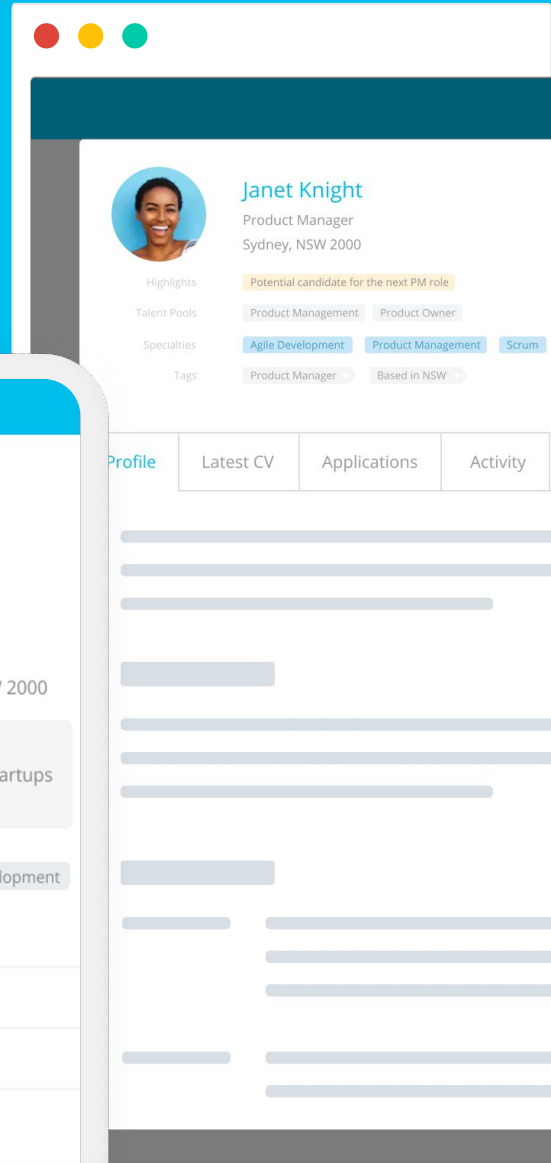 Janet Knight
Product Manager
Sydney, NSW 2000
Highlights Potential candidate for the next PM role
Talent Pools Product Management Product Owner
Specialties Agile Development Product Management Scrum
Tags Product Manager Based in NSW
Profile Latest CV Applications Activity
2000